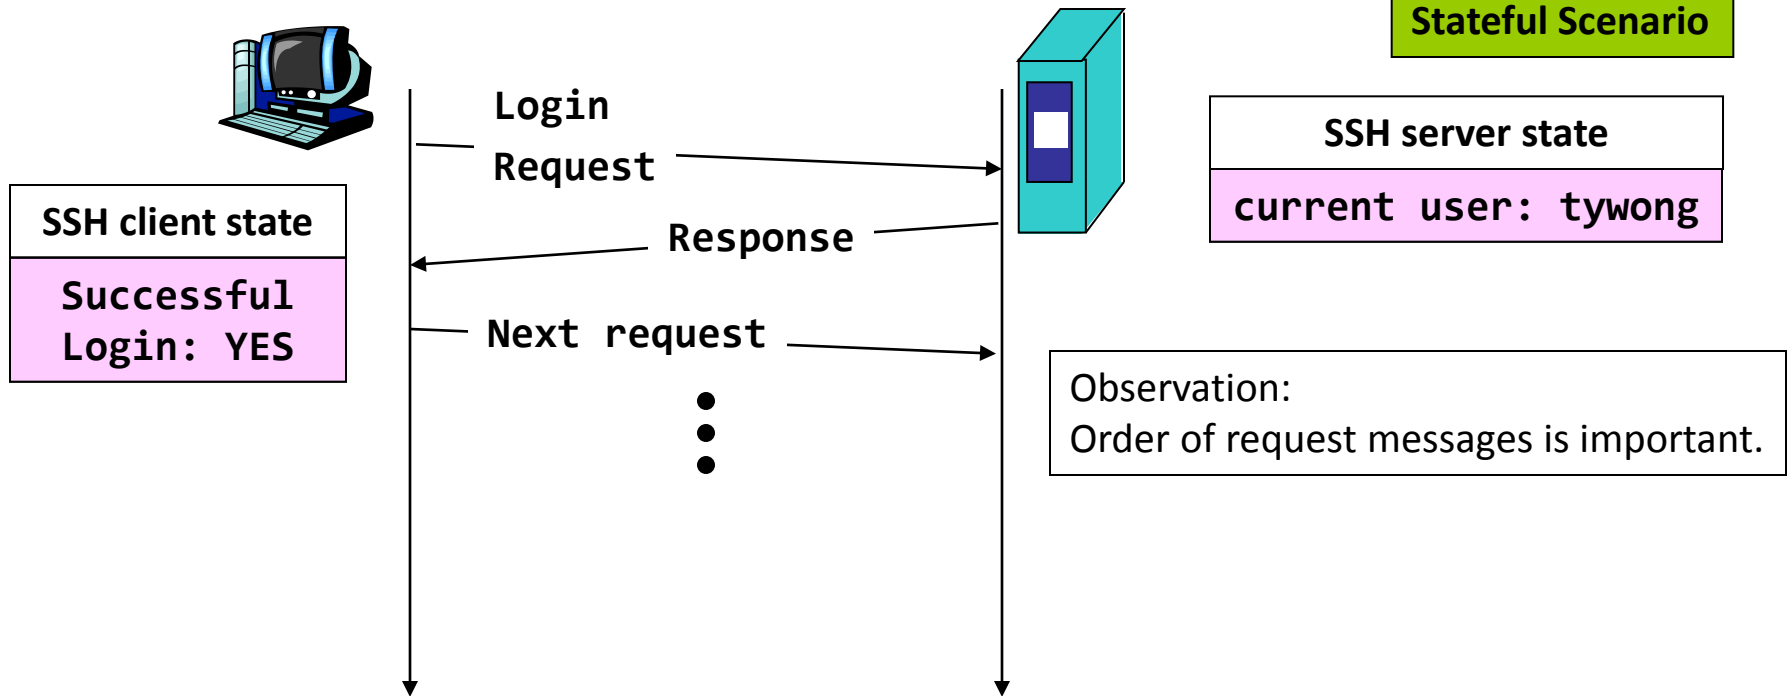 Stateful Scenario
Login
Request
SSH server state
current user: tywong
SSH client state
Successful
Login: YES
Response
Next request
Observation:
Order of request messages is important.